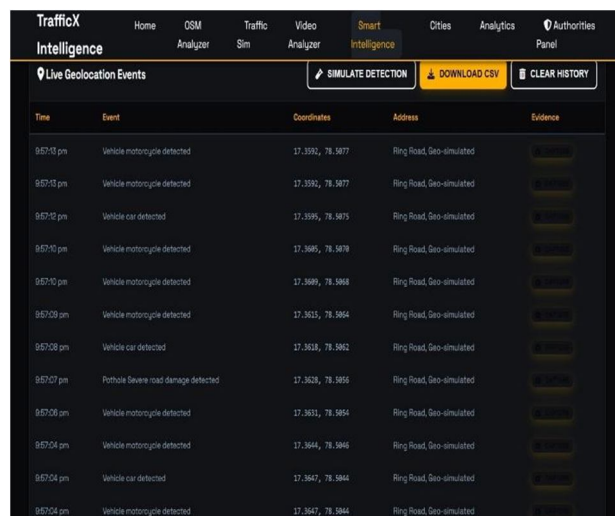 TrafficX Intelligence
Home
OSM Analyzer
Traffic Sim
Video Analyzer
Smart Intelligence
Cities
Analytics
Authorities Panel
Live Geolocation Events
SIMULATE DETECTION
DOWNLOAD CSV
CLEAR HISTORY
Time Event Coordinates Address Evidence
9:57:13 pm Vehicle motorcycle detected 17.3592, 78.5077 Ring Road, Geo-simulated
9:57:13 pm Vehicle motorcycle detected 17.3592, 78.5077 Ring Road, Geo-simulated
9:57:12 pm Vehicle car detected 17.3595, 78.5075 Ring Road, Geo-simulated
9:57:10 pm Vehicle motorcycle detected 17.3605, 78.5070 Ring Road, Geo-simulated
9:57:10 pm Vehicle motorcycle detected 17.3609, 78.5068 Ring Road, Geo-simulated
9:57:09 pm Vehicle motorcycle detected 17.3615, 78.5064 Ring Road, Geo-simulated
9:57:08 pm Vehicle car detected 17.3618, 78.5062 Ring Road, Geo-simulated
9:57:07 pm Pothole Severe road damage detected 17.3628, 78.5056 Ring Road, Geo-simulated
9:57:06 pm Vehicle motorcycle detected 17.3631, 78.5054 Ring Road, Geo-simulated
9:57:04 pm Vehicle motorcycle detected 17.3644, 78.5046 Ring Road, Geo-simulated
9:57:04 pm Vehicle car detected 17.3647, 78.5044 Ring Road, Geo-simulated
9:57:04 pm Vehicle motorcycle detected 17.3647, 78.5044 Ring Road, Geo-simulated